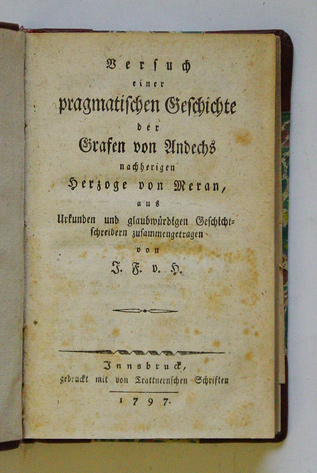 Versuch
einer
pragmatischen Geschichte
der
Grafen von Andechs
nachherigen
Herzoge von Meran,
aus
Urkunden und glaubwürdigen Geschicht-
schreibern zusammengetragen
von
J. F. v. H.
Innsbruck,
gedruckt mit von Trattnernschen Schriften
1797.